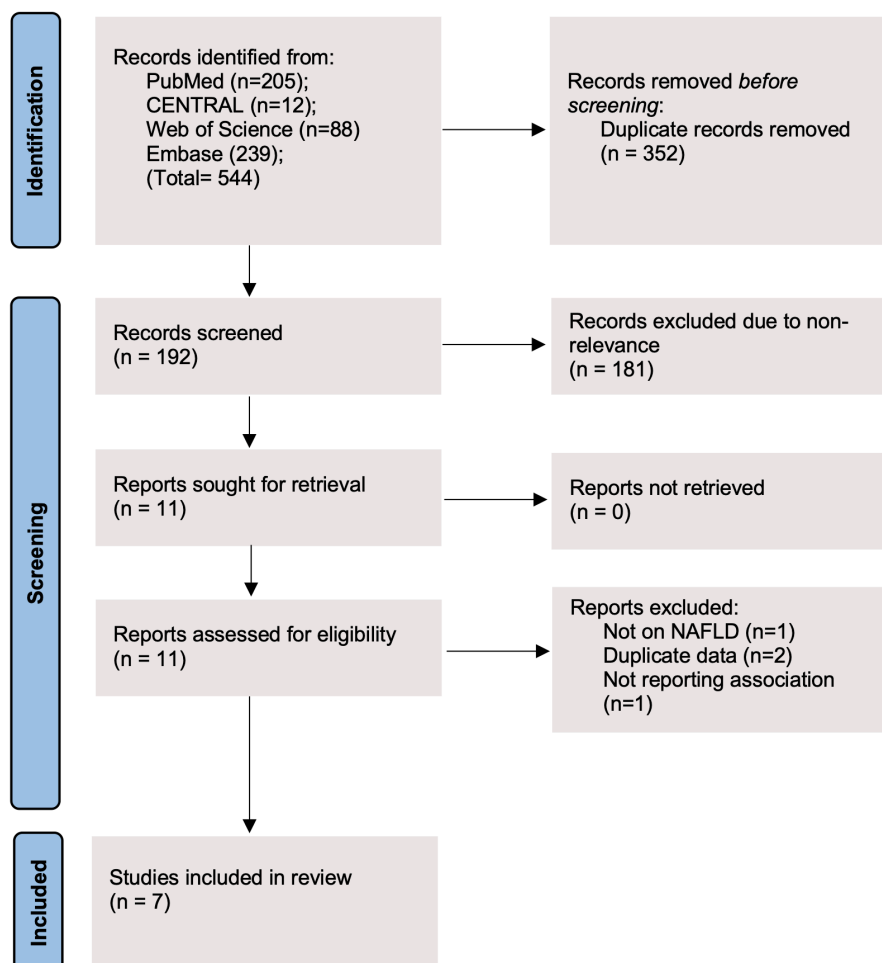 Identification
Records identified from:
PubMed (n=205);
CENTRAL (n=12);
Web of Science (n=88)
Embase (239);
(Total= 544)
Records removed before
screening:
Duplicate records removed
(n = 352)
Screening
Records screened
(n = 192)
Records excluded due to non-
relevance
(n = 181)
Reports sought for retrieval
(n = 11)
Reports not retrieved
(n = 0)
Reports assessed for eligibility
(n = 11)
Reports excluded:
Not on NAFLD (n=1)
Duplicate data (n=2)
Not reporting association
(n=1)
Included
Studies included in review
(n = 7)